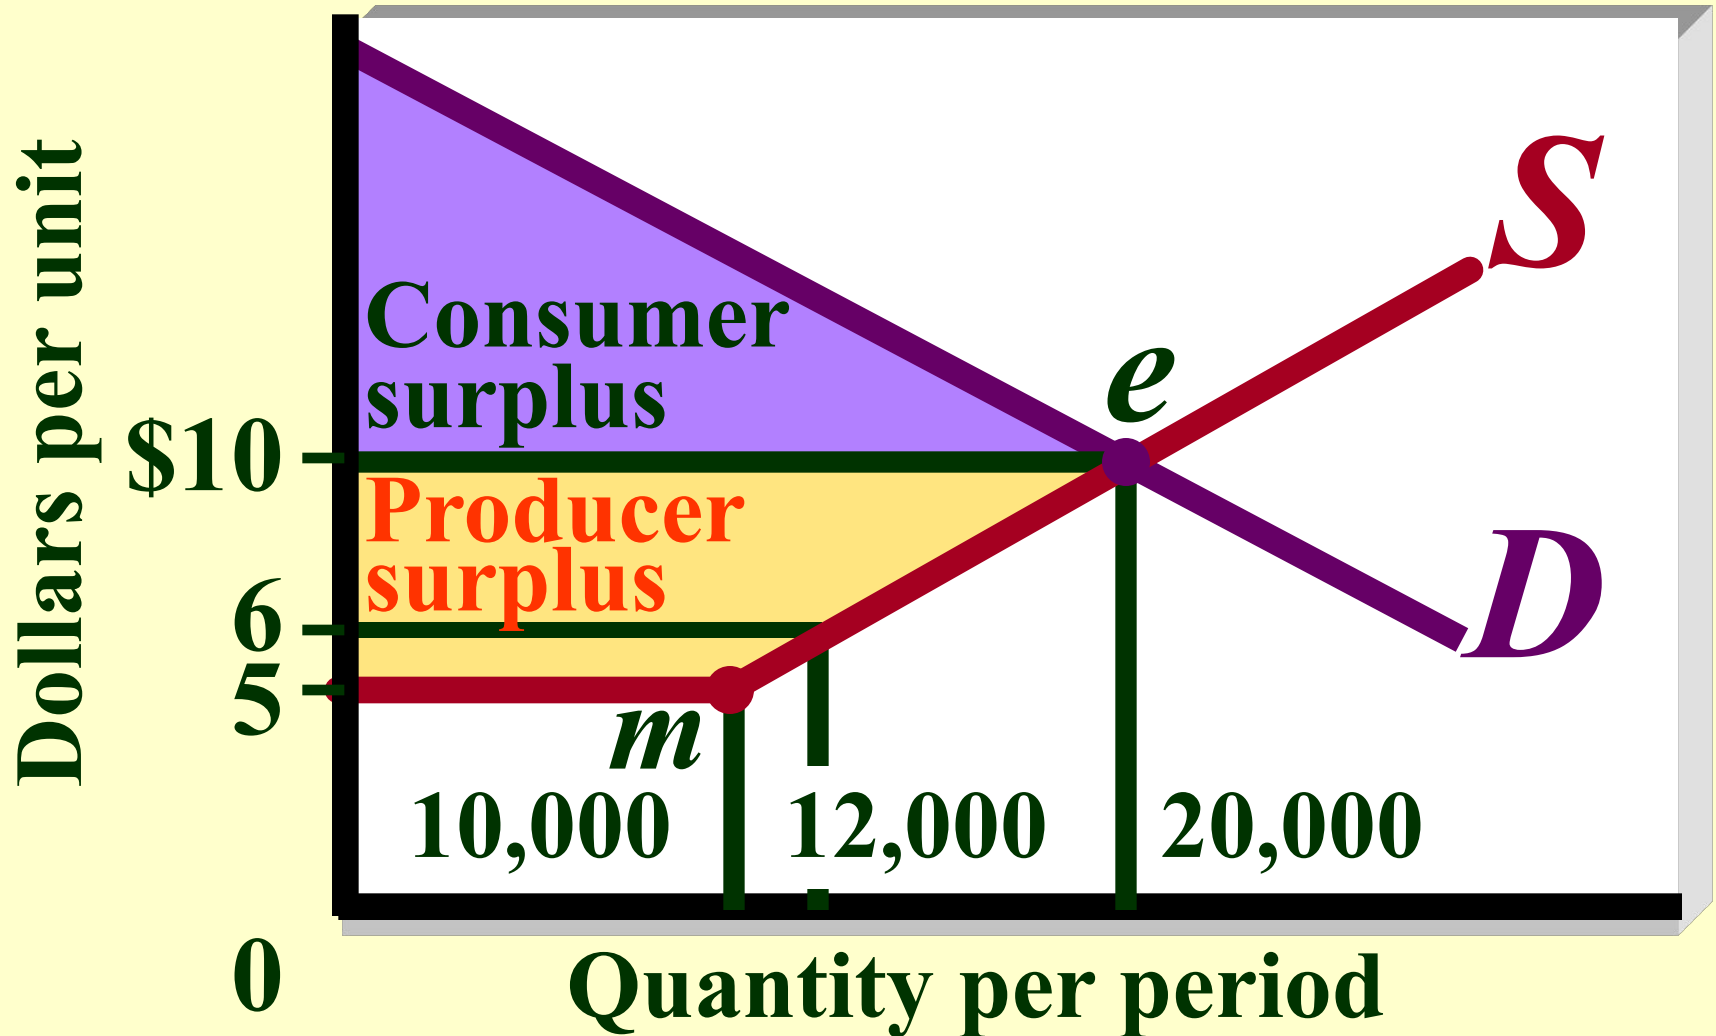 Dollars per unit
S
Consumer
surplus
e
$10
Producer
surplus
D
6
5
m
10,000
12,000
20,000
0
Quantity per period